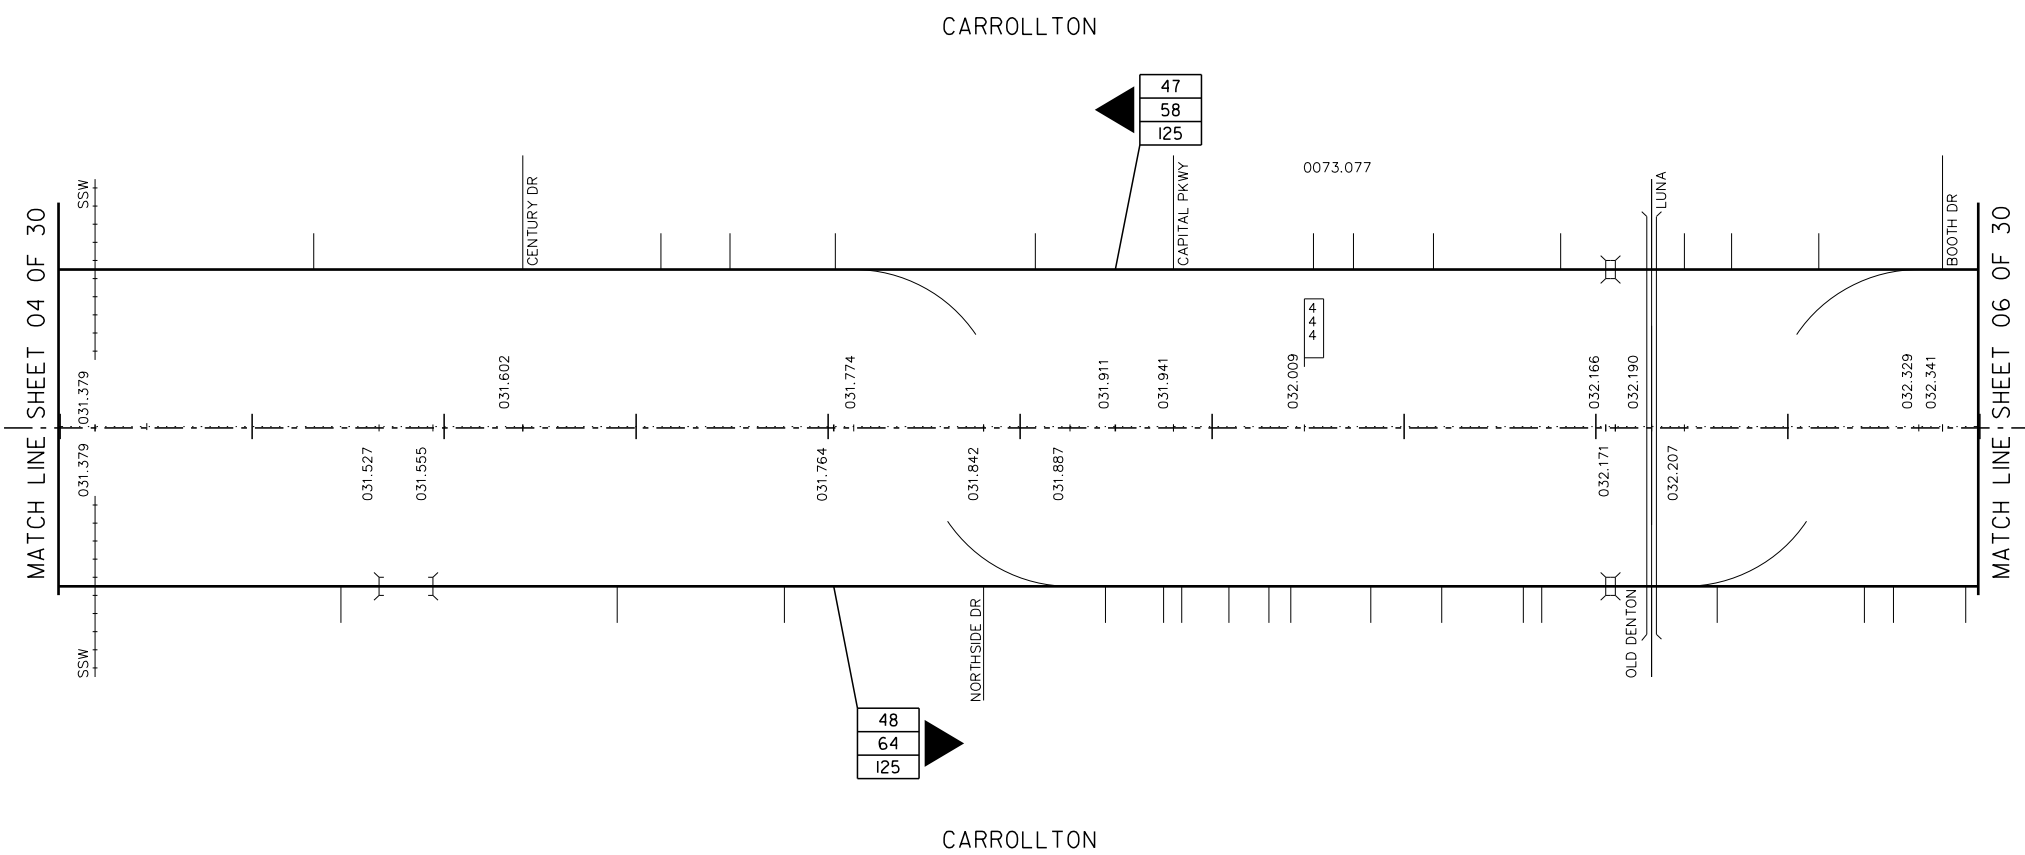 CARROLLTON
47
58
125
0073.077
SSW
CENTURY DR
CAPITAL PKWY
LUNA
BOOTH DR
MATCH LINE SHEET 04 OF 30
MATCH LINE SHEET 06 OF 30
4
4
4
031.379
031.602
031.774
031.911
031.941
032.009
032.166
032.190
032.329
032.341
031.379
031.527
031.555
031.764
031.842
031.887
032.171
032.207
SSW
NORTHSIDE DR
OLD DENTON
48
64
125
CARROLLTON